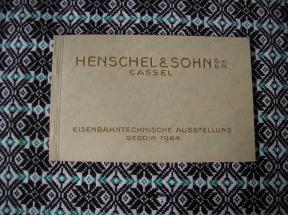 HENSCHEL & SOHN G.M.B.H.
CASSEL
EISENBAHNTECHNISCHE AUSSTELLUNG
SEDDIN 1924